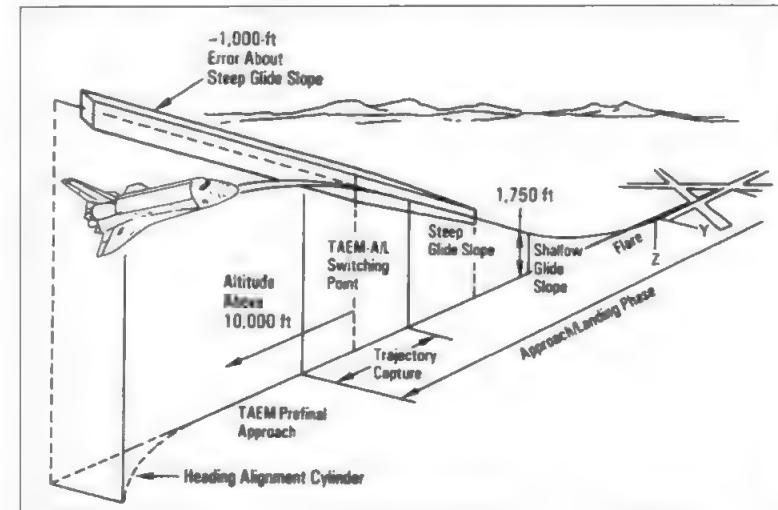 -1,000-ft
Error About
Steep Glide Slope
1,750 ft
TAEM-A/L
Switching
Point
Steep
Glide Slope
Shallow
Glide
Slope
Flare
Y
Z
Altitude
Above
10,000 ft
Trajectory
Capture
Approach/Landing Phase
TAEM Prefinal
Approach
Heading Alignment Cylinder